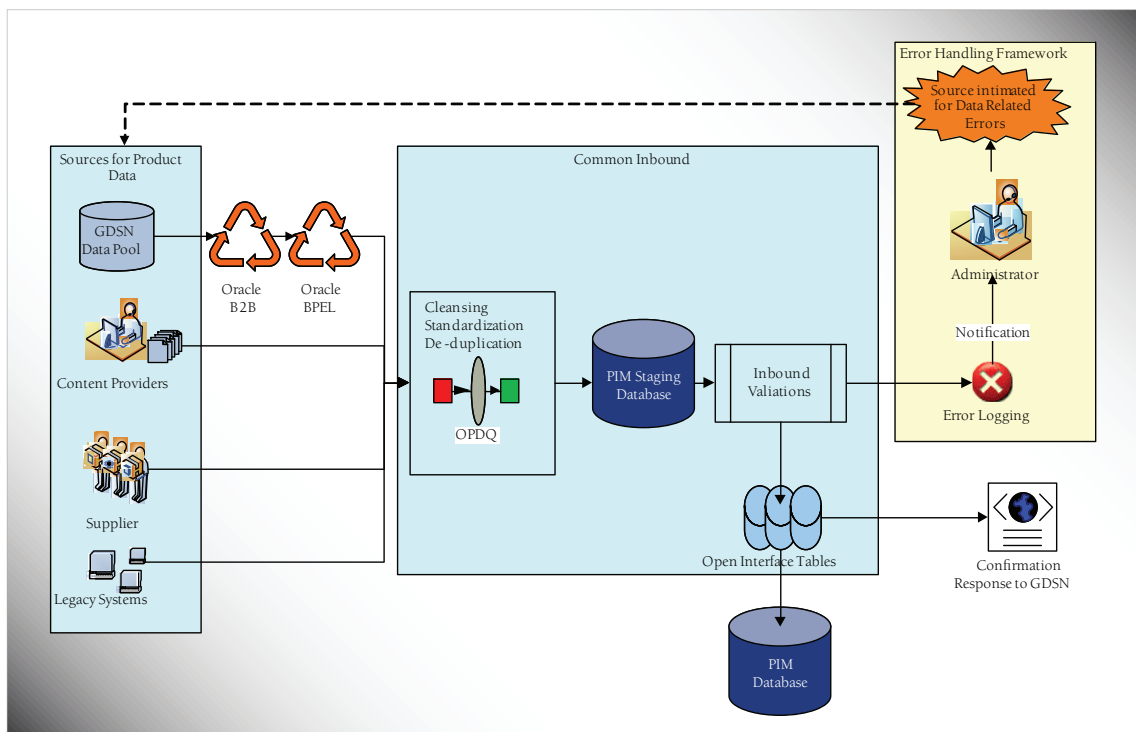 Error Handling Framework
Source intimated
for Data Related
Errors
Sources for Product
Data
Common Inbound
GDSN
Data Pool
Oracle
B2B
Oracle
BPEL
Administrator
Cleansing
Standardization
De -duplication
Notification
Content Providers
PIM Staging
Database
Inbound
Valiations
OPDQ
Error Logging
Supplier
Open Interface Tables
Confirmation
Response to GDSN
Legacy Systems
PIM
Database